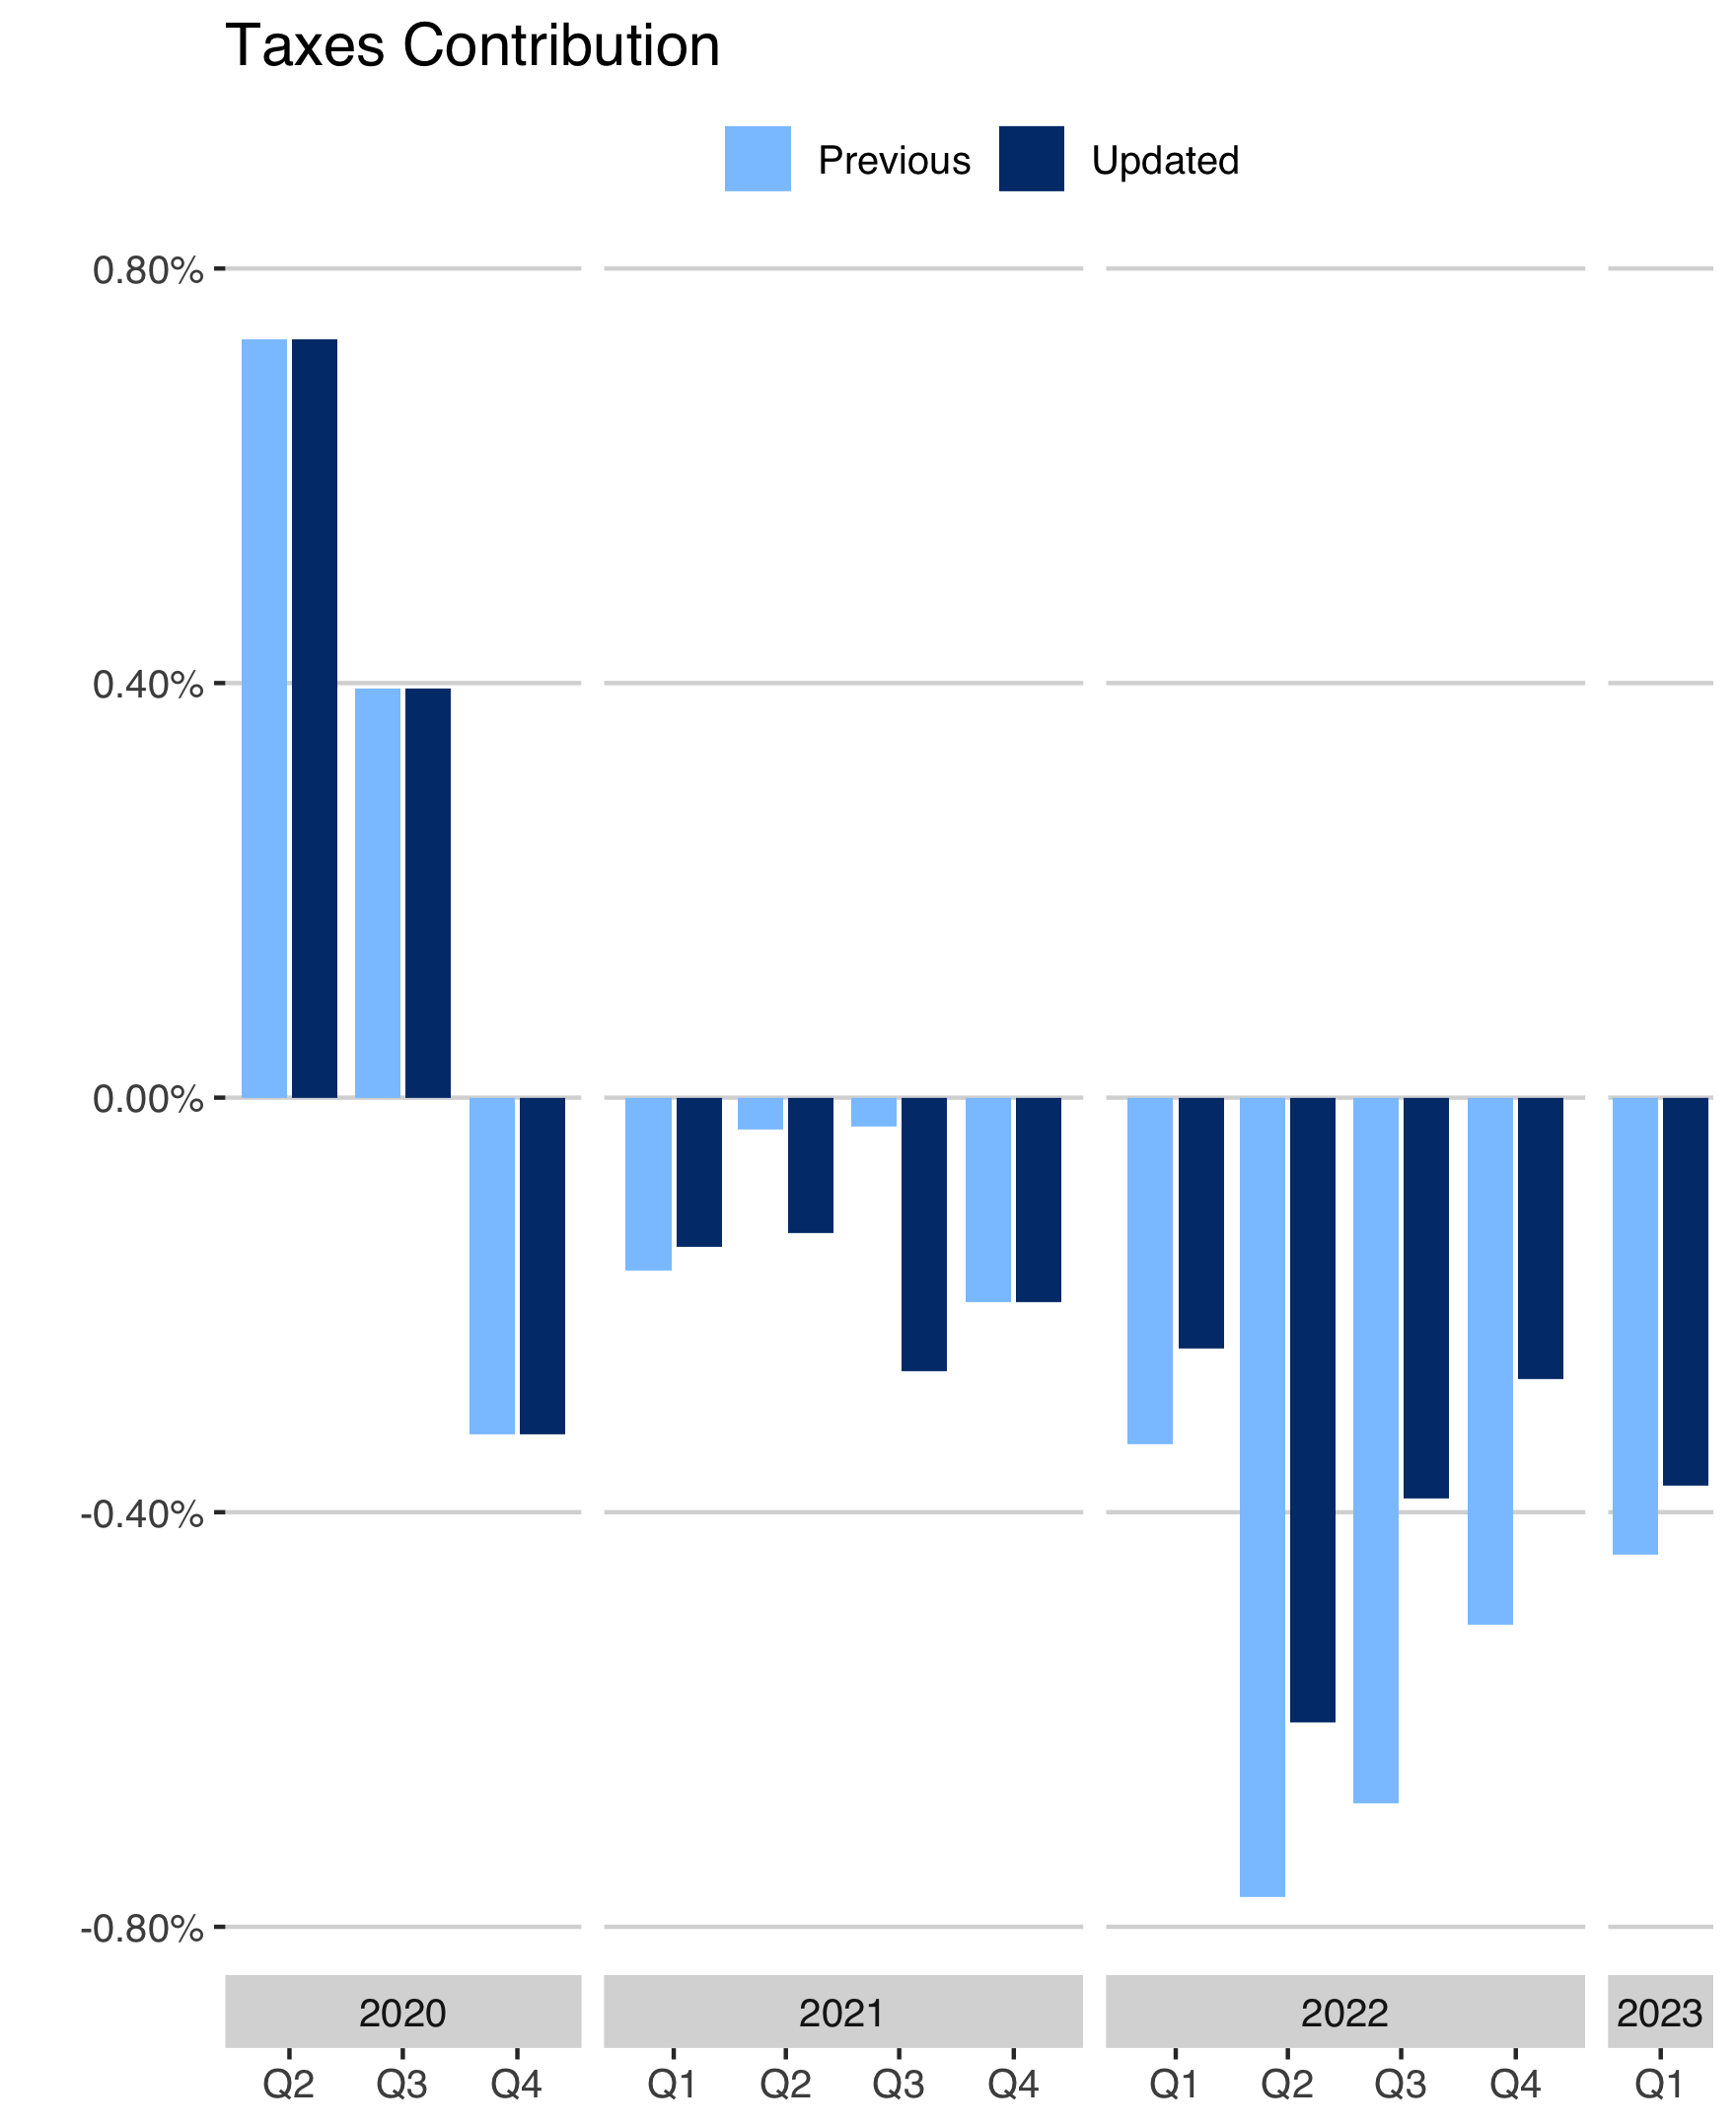 Taxes Contribution
Previous Updated
0.80%
0.40%
0.00%
-0.40%
-0.80%
2020 2021 2022 2023
Q2 Q3 Q4 Q1 Q2 Q3 Q4 Q1 Q2 Q3 Q4 Q1